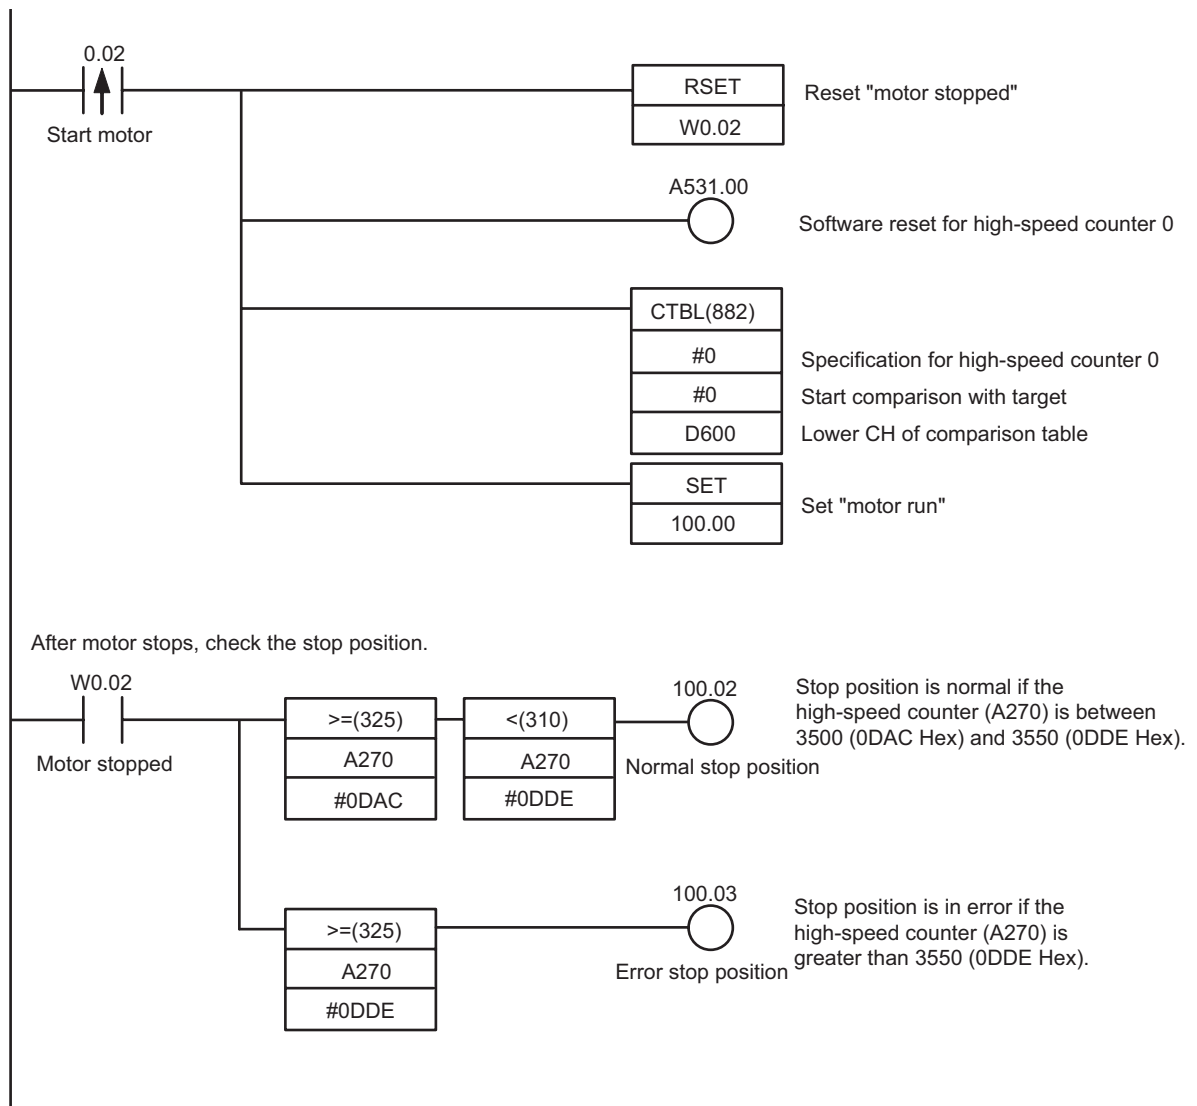 0.02
Start motor
RSET
W0.02
Reset "motor stopped"
A531.00
Software reset for high-speed counter 0
CTBL(882)
#0
Specification for high-speed counter 0
#0
Start comparison with target
D600
Lower CH of comparison table
SET
100.00
Set "motor run"
After motor stops, check the stop position.
W0.02
Motor stopped
>=(325)
A270
#0DAC
<(310)
A270
#0DDE
100.02
Normal stop position
Stop position is normal if the
high-speed counter (A270) is between
3500 (0DAC Hex) and 3550 (0DDE Hex).
>=(325)
A270
#0DDE
100.03
Error stop position
Stop position is in error if the
high-speed counter (A270) is
greater than 3550 (0DDE Hex).